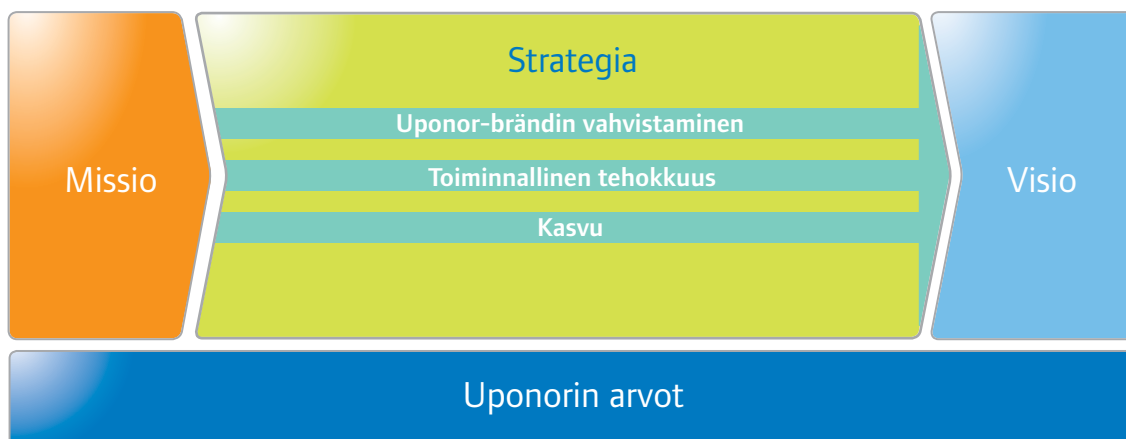 Strategia
Uponor-brändin vahvistaminen
Missio
Toiminnallinen tehokkuus
Visio
Kasvu
Uponorin arvot